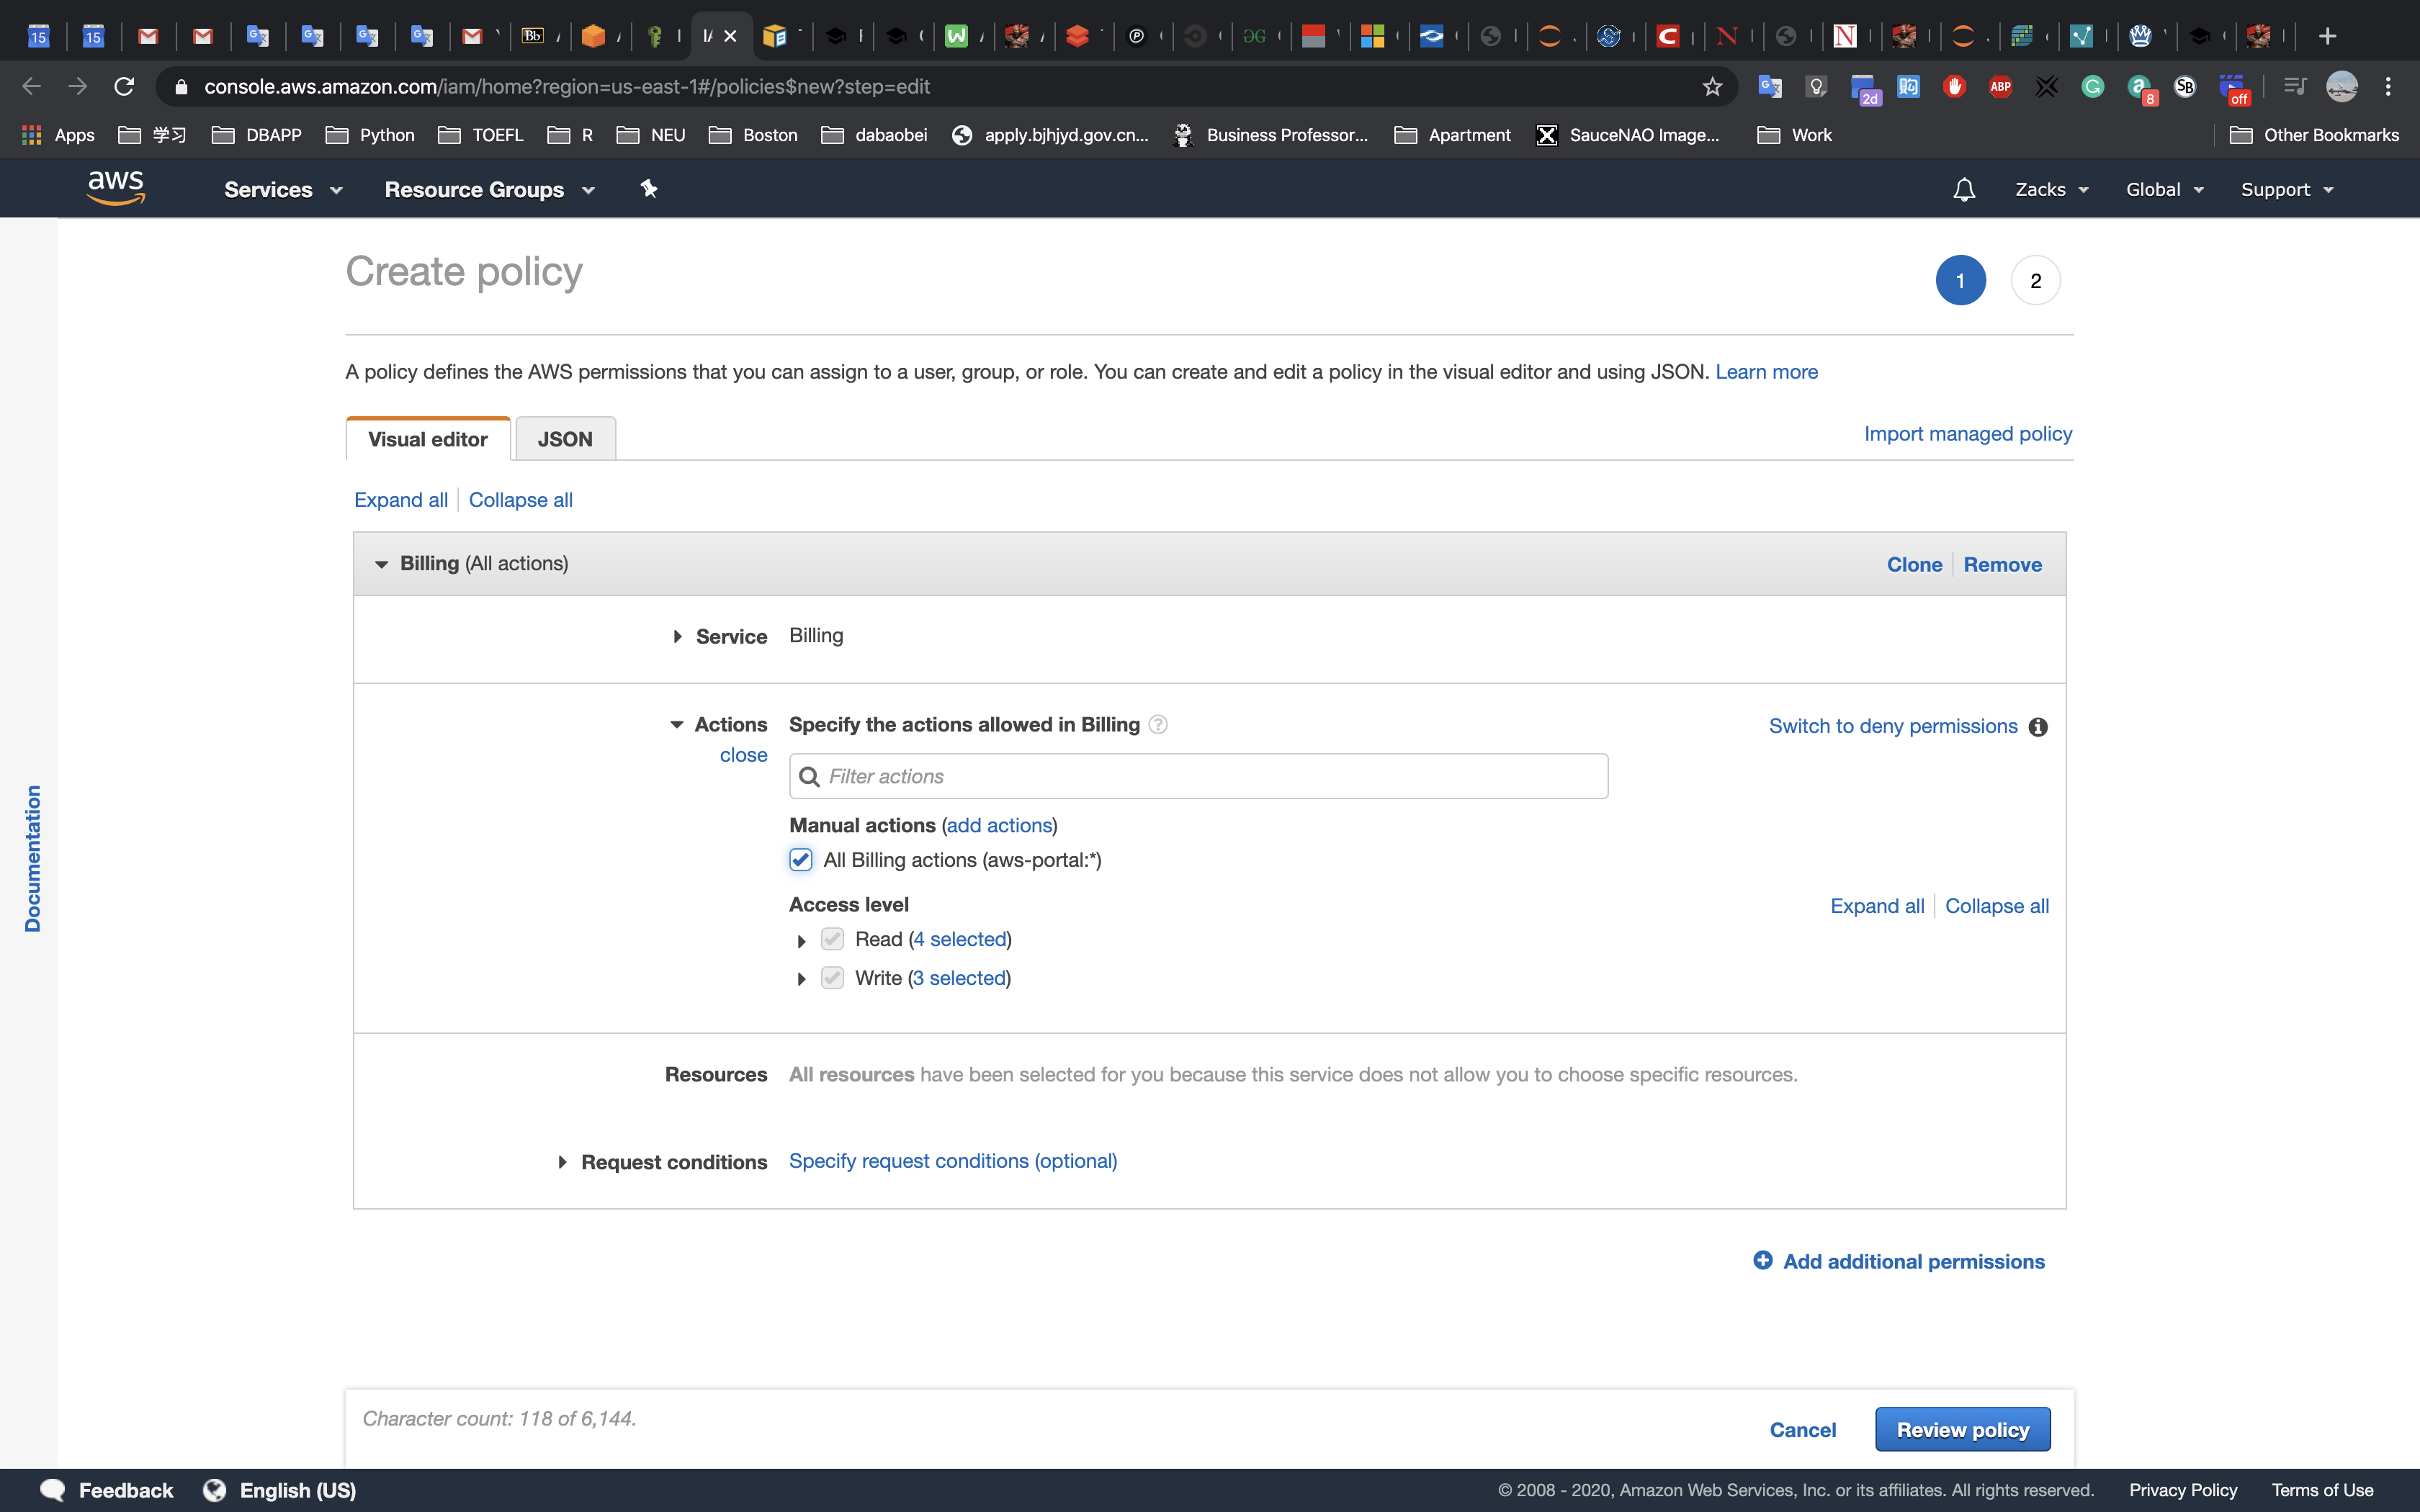 15
15
Bb
console.aws.amazon.com/iam/home?region=us-east-1#/policies$new?step=edit
2d
ABP
8
SB
off
Apps
学习
DBAPP
Python
TOEFL
R
NEU
Boston
dabaobei
apply.bjhjyd.gov.cn...
Business Professor...
Apartment
SauceNAO Image...
Work
Other Bookmarks
aws
Services
Resource Groups
Zacks
Global
Support
Create policy
1
2
A policy defines the AWS permissions that you can assign to a user, group, or role. You can create and edit a policy in the visual editor and using JSON. Learn more
Visual editor
JSON
Import managed policy
Expand all
Collapse all
Billing (All actions)
Clone
Remove
Service
Billing
Actions
close
Specify the actions allowed in Billing
Switch to deny permissions
Filter actions
Manual actions (add actions)
All Billing actions (aws-portal:*)
Access level
Expand all
Collapse all
Read (4 selected)
Write (3 selected)
Resources
All resources have been selected for you because this service does not allow you to choose specific resources.
Request conditions
Specify request conditions (optional)
Add additional permissions
Documentation
Character count: 118 of 6,144.
Cancel
Review policy
Feedback
English (US)
© 2008 - 2020, Amazon Web Services, Inc. or its affiliates. All rights reserved.
Privacy Policy
Terms of Use